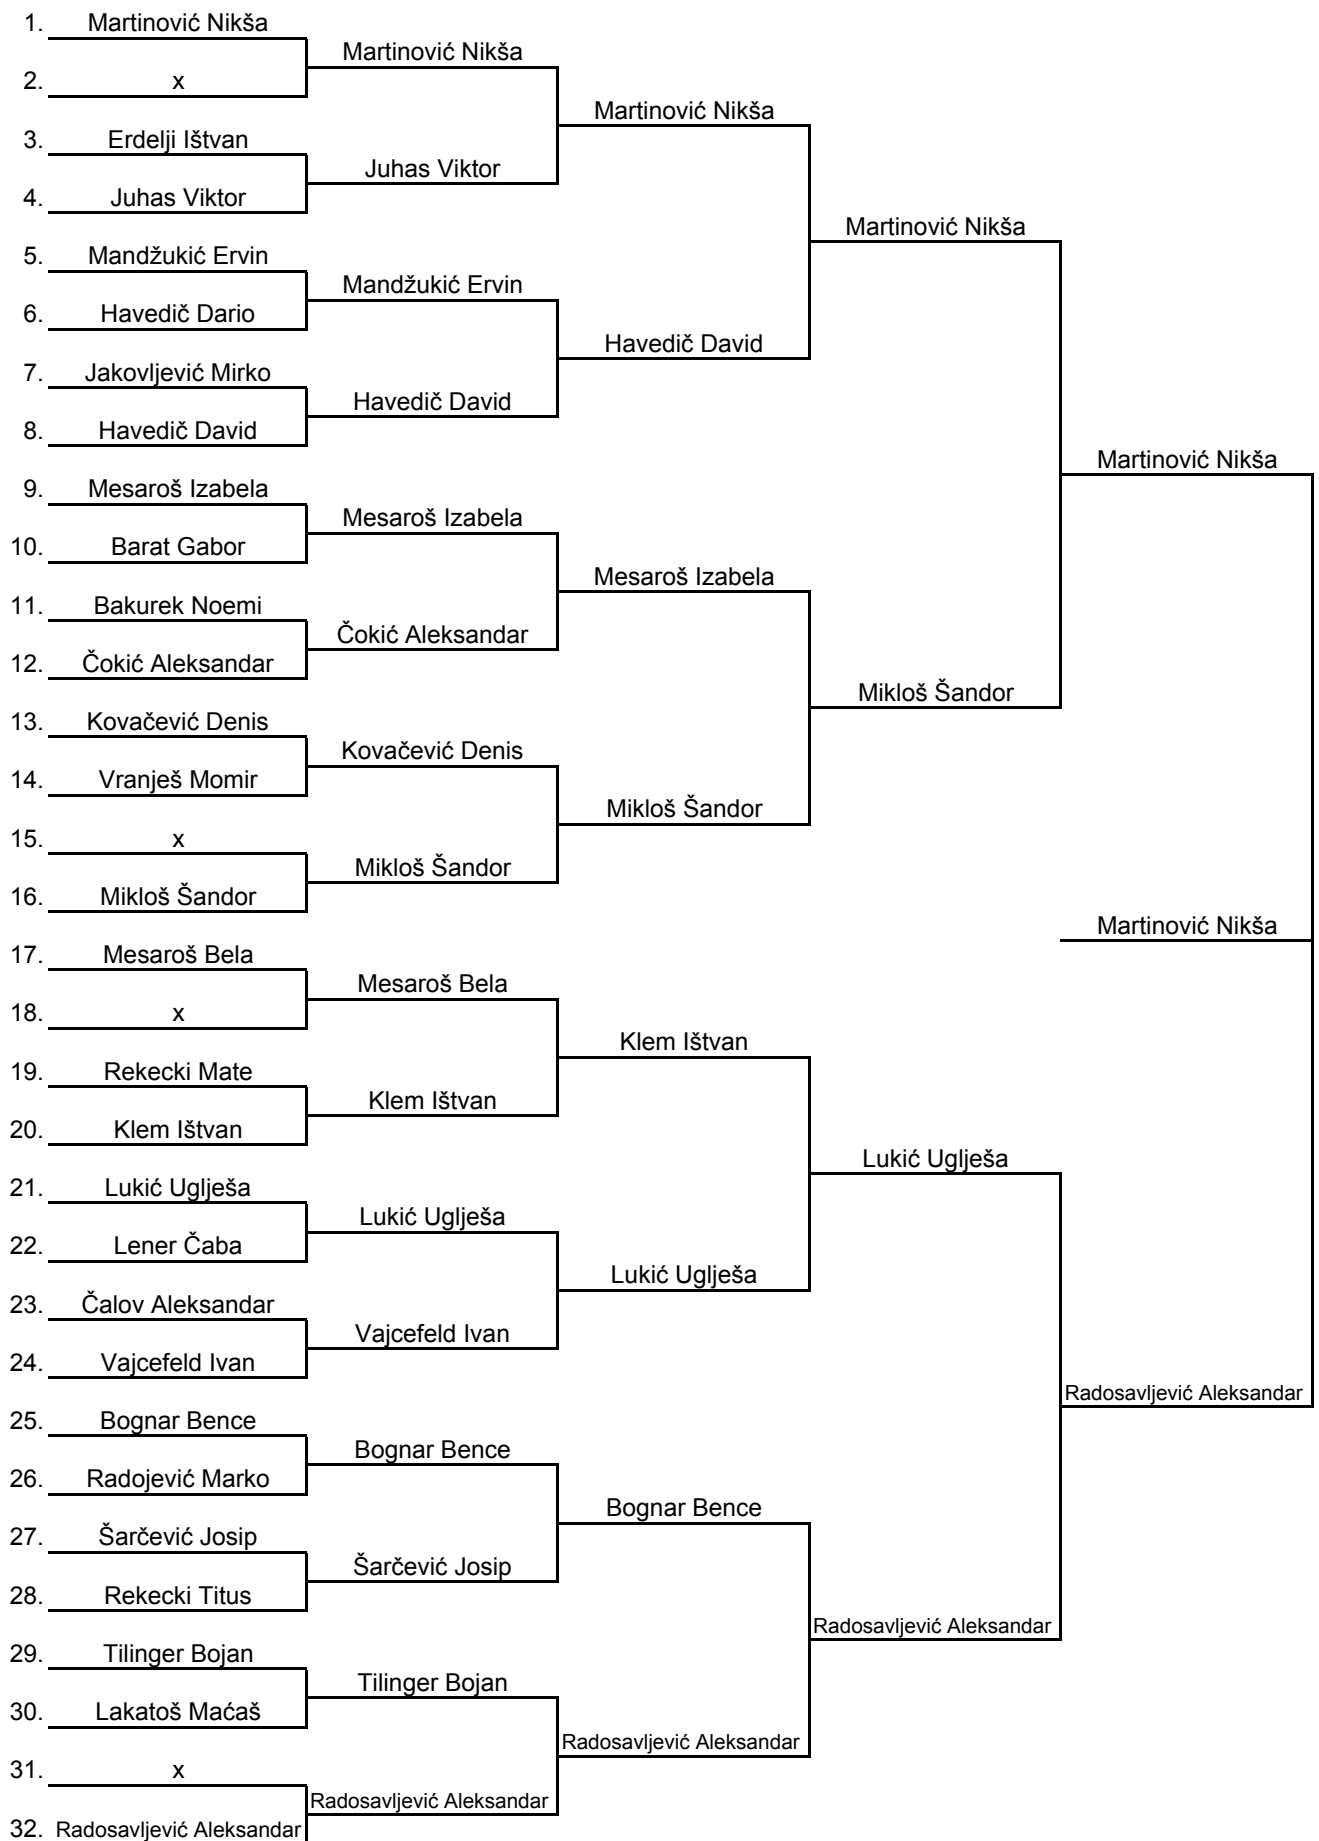 1. Martinović Nikša
2. x
3. Erdelji Ištvan
4. Juhas Viktor
5. Mandžukić Ervin
6. Havedič Dario
7. Jakovljević Mirko
8. Havedič David
9. Mesaroš Izabela
10. Barat Gabor
11. Bakurek Noemi
12. Čokić Aleksandar
13. Kovačević Denis
14. Vranješ Momir
15. x
16. Mikloš Šandor
17. Mesaroš Bela
18. x
19. Rekecki Mate
20. Klem Ištvan
21. Lukić Uglješa
22. Lener Čaba
23. Čalov Aleksandar
24. Vajcefeld Ivan
25. Bognar Bence
26. Radojević Marko
27. Šarčević Josip
28. Rekecki Titus
29. Tilinger Bojan
30. Lakatoš Maćaš
31. x
32. Radosavljević Aleksandar
Martinović Nikša
Juhas Viktor
Mandžukić Ervin
Havedič David
Mesaroš Izabela
Čokić Aleksandar
Kovačević Denis
Mikloš Šandor
Mesaroš Bela
Klem Ištvan
Lukić Uglješa
Vajcefeld Ivan
Bognar Bence
Šarčević Josip
Tilinger Bojan
Radosavljević Aleksandar
Martinović Nikša
Havedič David
Mesaroš Izabela
Mikloš Šandor
Klem Ištvan
Lukić Uglješa
Bognar Bence
Radosavljević Aleksandar
Martinović Nikša
Mikloš Šandor
Lukić Uglješa
Radosavljević Aleksandar
Martinović Nikša
Radosavljević Aleksandar
Martinović Nikša